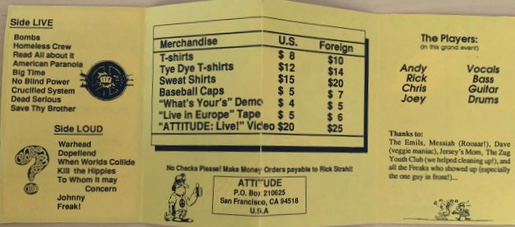 Side LIVE
Bombs
Homeless Crew
Read All about it
American Paranoia
Big Time
No Blind Power
Crucified System
Dead Serious
Save Thy Brother
Side LOUD
Warhead
Dopefiend
When Worlds Collide
Kill the Hippies
To Whom it may
Concern
Johnny
Freak!
Merchandise U.S. Foreign
T-shirts $ 8 $10
Tye Dye T-shirts $12 $14
Sweat Shirts $15 $20
Baseball Caps $ 5 $ 7
"What's Your's" Demo $ 4 $ 5
"Live in Europe" Tape $ 5 $ 6
"ATTITUDE: Live!" Video $20 $25
No Checks Please! Make Money Orders payable to Rick Strahl!
ATTITUDE
P.O. Box 210625
San Francisco, CA 94518
U.S.A
The Players:
(in this grand event)
Andy Vocals
Rick Bass
Chris Guitar
Joey Drums
Thanks to:
The Emils, Messiah (Rooaar!), Dave
(veggie maniac), Jersey's Mom, The Zug
Youth Club (we helped cleaning up!), and
all the Freaks who showed up (especially
the one guy in front!)...